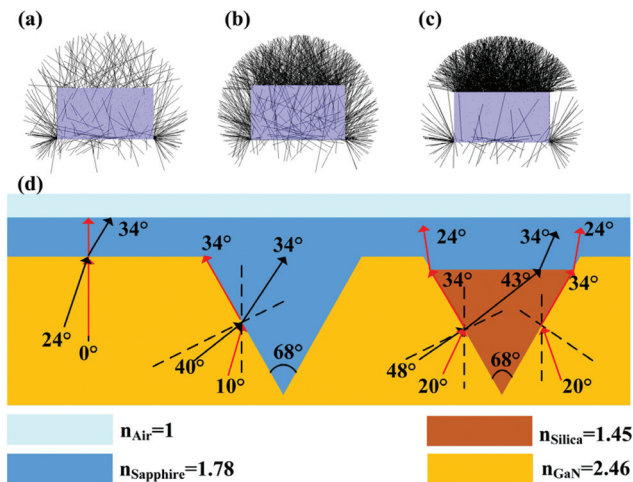 (a)
(b)
(c)
(d)
34° 34° 34° 24° 34° 24°
34° 43° 34°
24° 0° 40° 10° 68° 48° 20° 68° 20°
n_Air=1
n_Silica=1.45
n_Sapphire=1.78
n_GaN=2.46